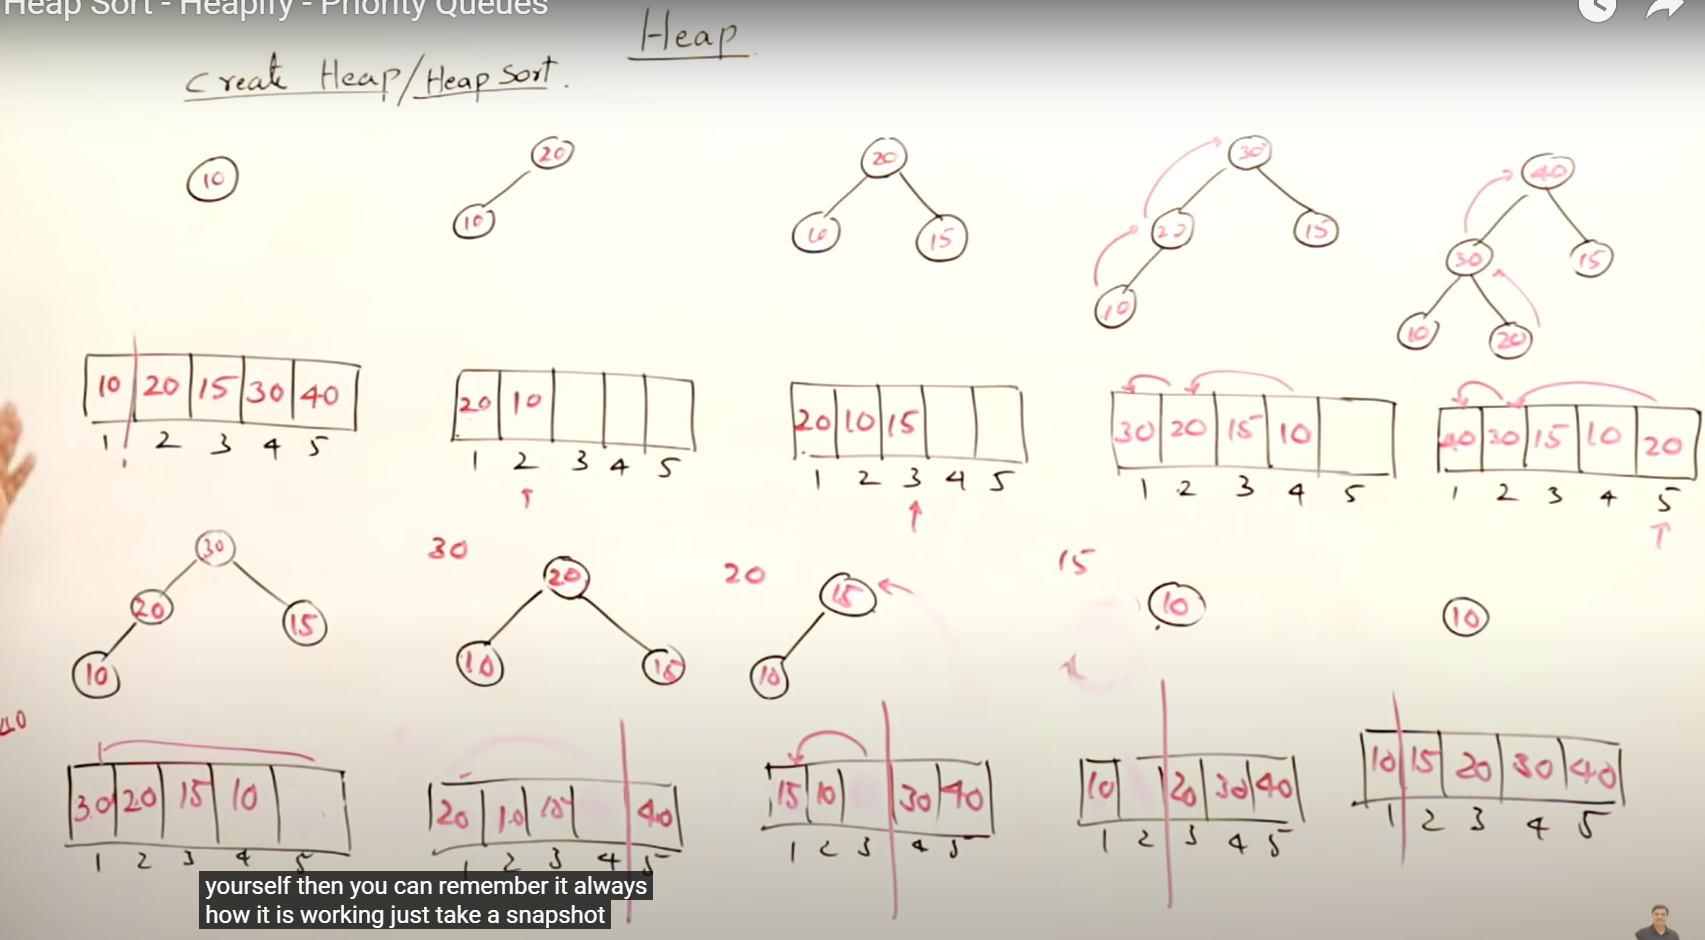 Heap Sort - Heapify - Priority Queues
Heap
Create Heap/Heap Sort.
10
20
10
20
10 15
30
20 15
10
40
30 15
10 20
10 20 15 30 40
1 2 3 4 5
20 10
1 2 3 4 5
20 10 15
1 2 3 4 5
30 20 15 10
1 2 3 4 5
40 30 15 10 20
1 2 3 4 5
30
20 15
10
30
20
10 15
20
15
10
15
10
10
40
30 20 15 10
1 2 3 4 5
20 10 15 40
1 2 3 4 5
15 10 30 40
1 2 3 4 5
10 20 30 40
1 2 3 4 5
10 15 20 30 40
1 2 3 4 5
yourself then you can remember it always
how it is working just take a snapshot